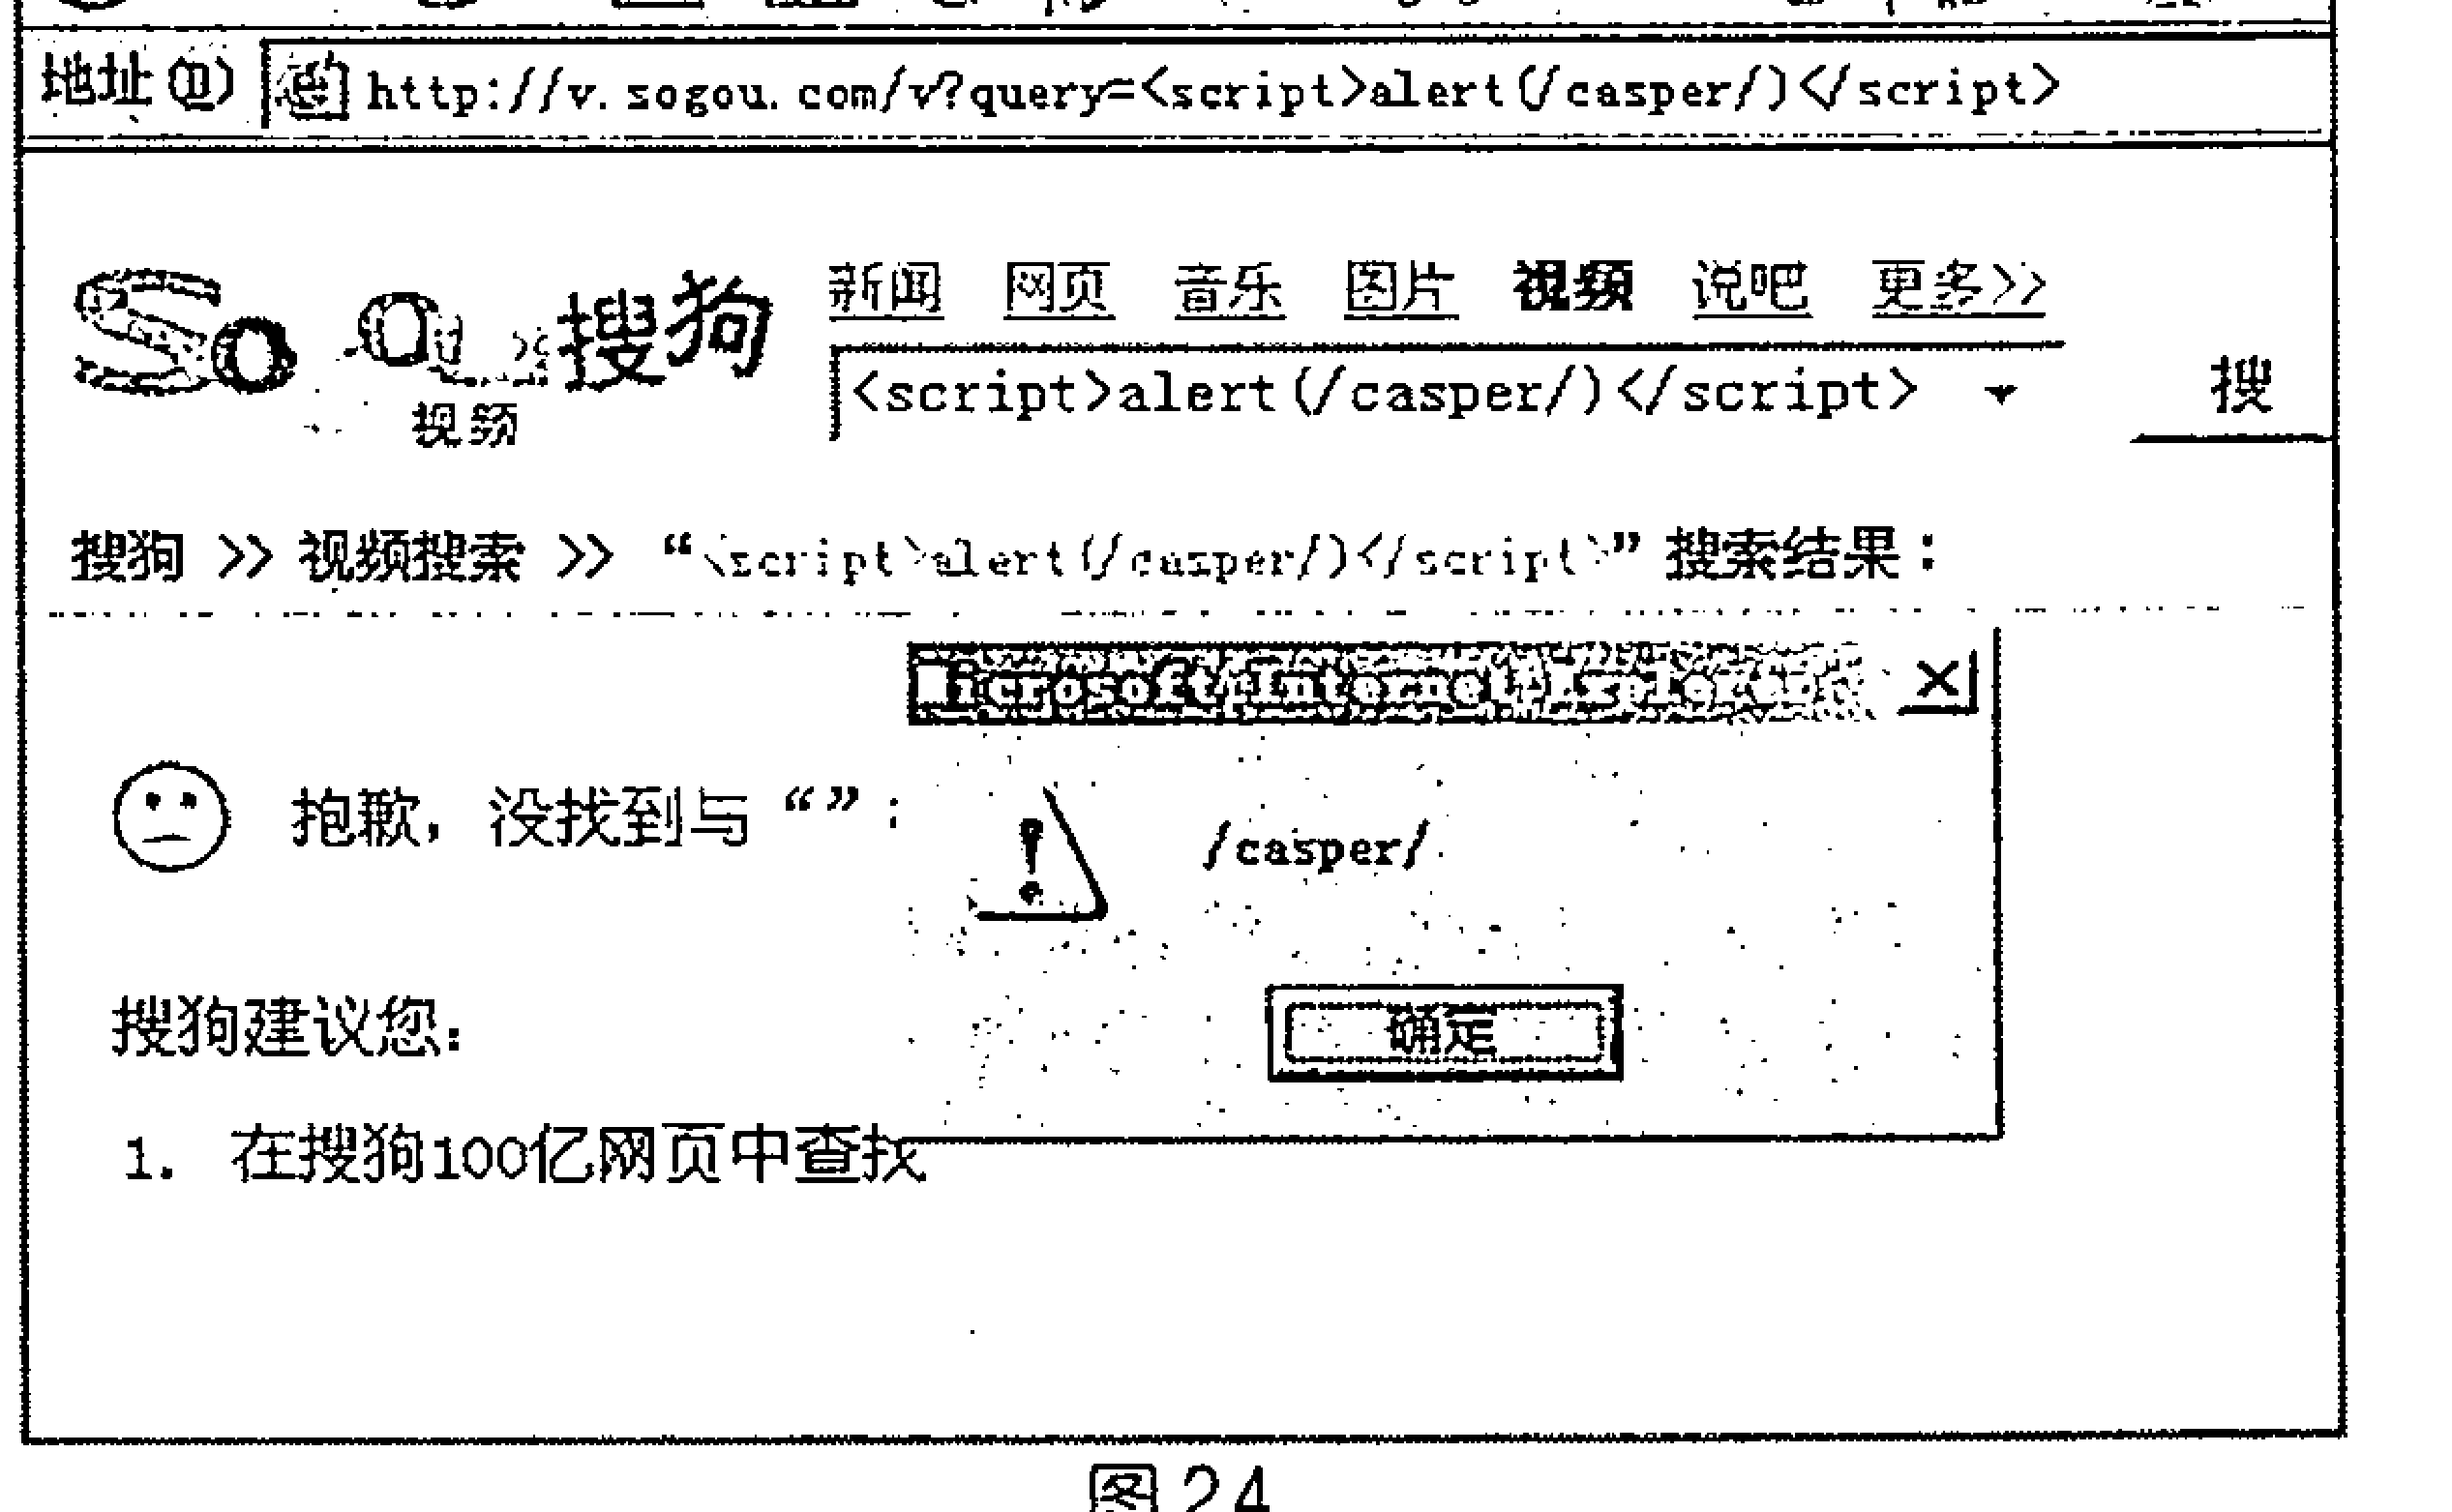 地址(D) http://v.sogou.com/v?query=<script>alert(/casper/)</script>
新闻 网页 音乐 图片 视频 说吧 更多>>
搜狗
视频
<script>alert(/casper/)</script> 搜
搜狗 >> 视频搜索 >> “<script>alert(/casper/)</script>” 搜索结果：
Microsoft Internet Explorer
抱歉，没找到与“”
/casper/
确定
搜狗建议您：
1. 在搜狗100亿网页中查找
图24